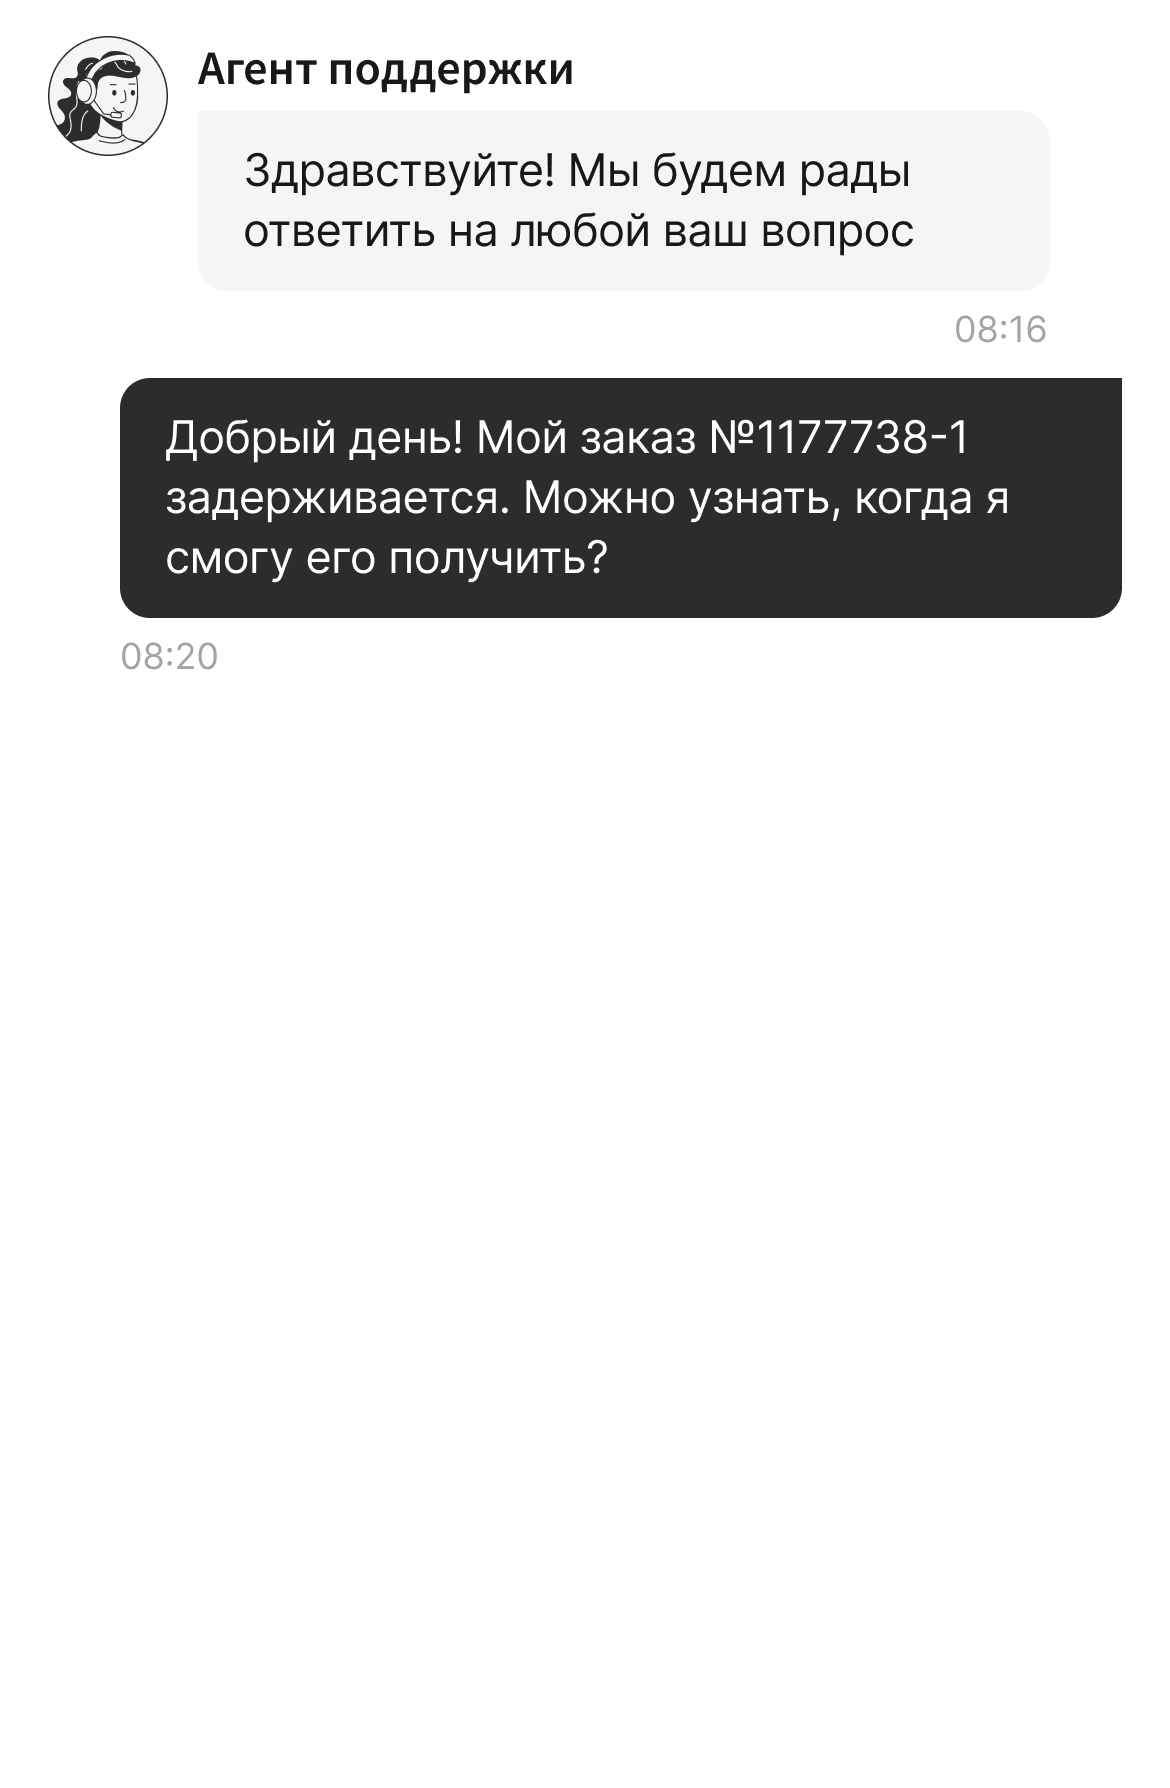 Агент поддержки
Здравствуйте! Мы будем рады
ответить на любой ваш вопрос
08:16
Добрый день! Мой заказ №1177738-1
задерживается. Можно узнать, когда я
смогу его получить?
08:20